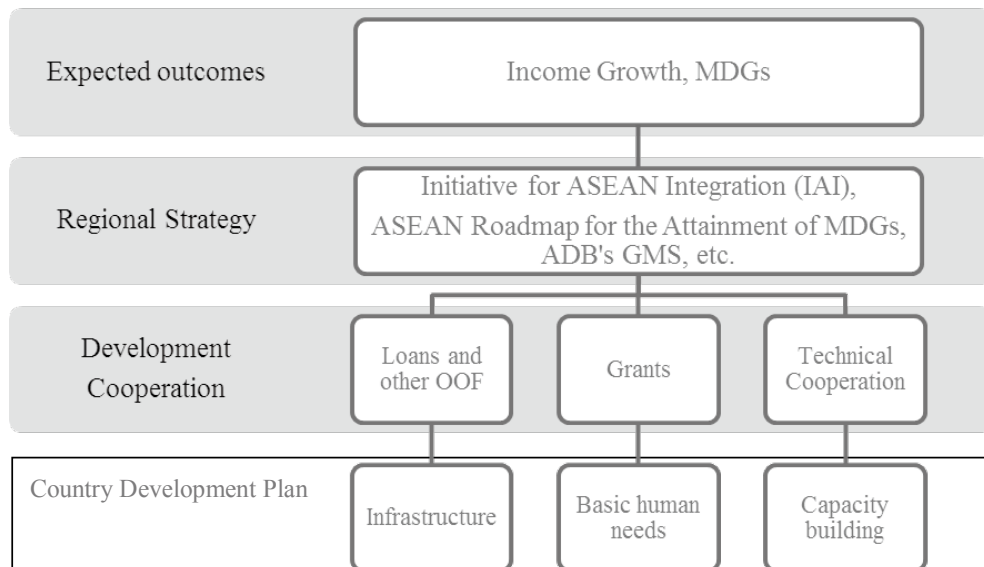 Expected outcomes
Income Growth, MDGs
Regional Strategy
Initiative for ASEAN Integration (IAI),
ASEAN Roadmap for the Attainment of MDGs,
ADB's GMS, etc.
Development
Cooperation
Loans and
other OOF
Grants
Technical
Cooperation
Country Development Plan
Infrastructure
Basic human
needs
Capacity
building